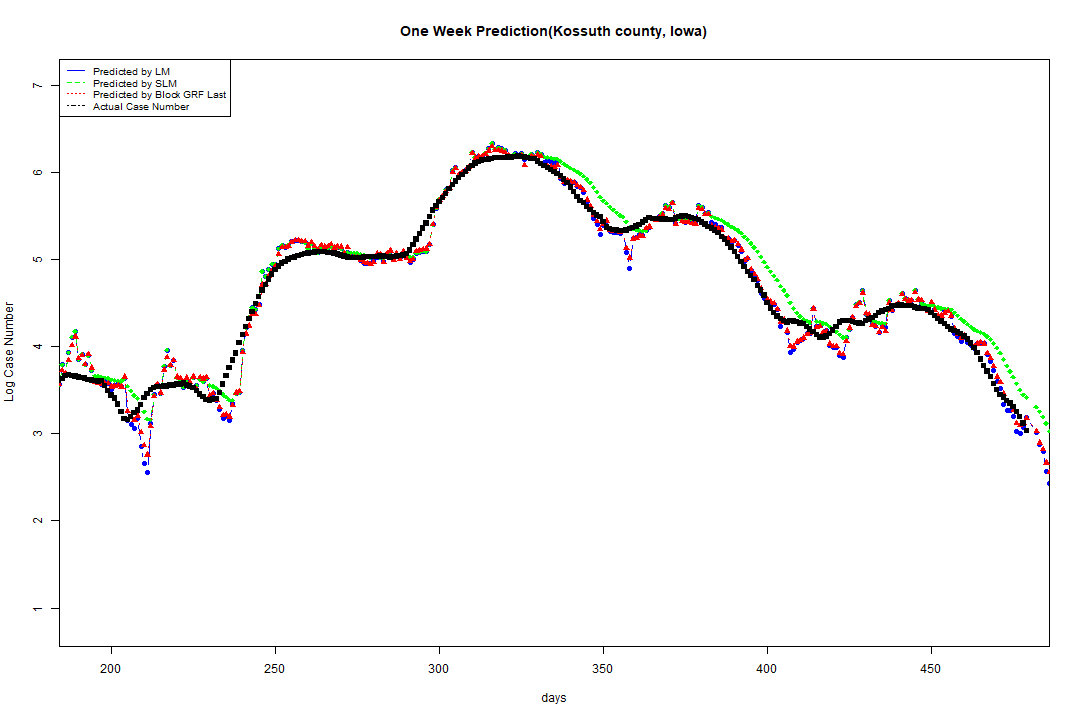 One Week Prediction(Kossuth county, Iowa)
Predicted by LM
Predicted by SLM
Predicted by Block GRF Last
Actual Case Number
7
6
5
4
3
2
1
Log Case Number
200 250 300 350 400 450
days